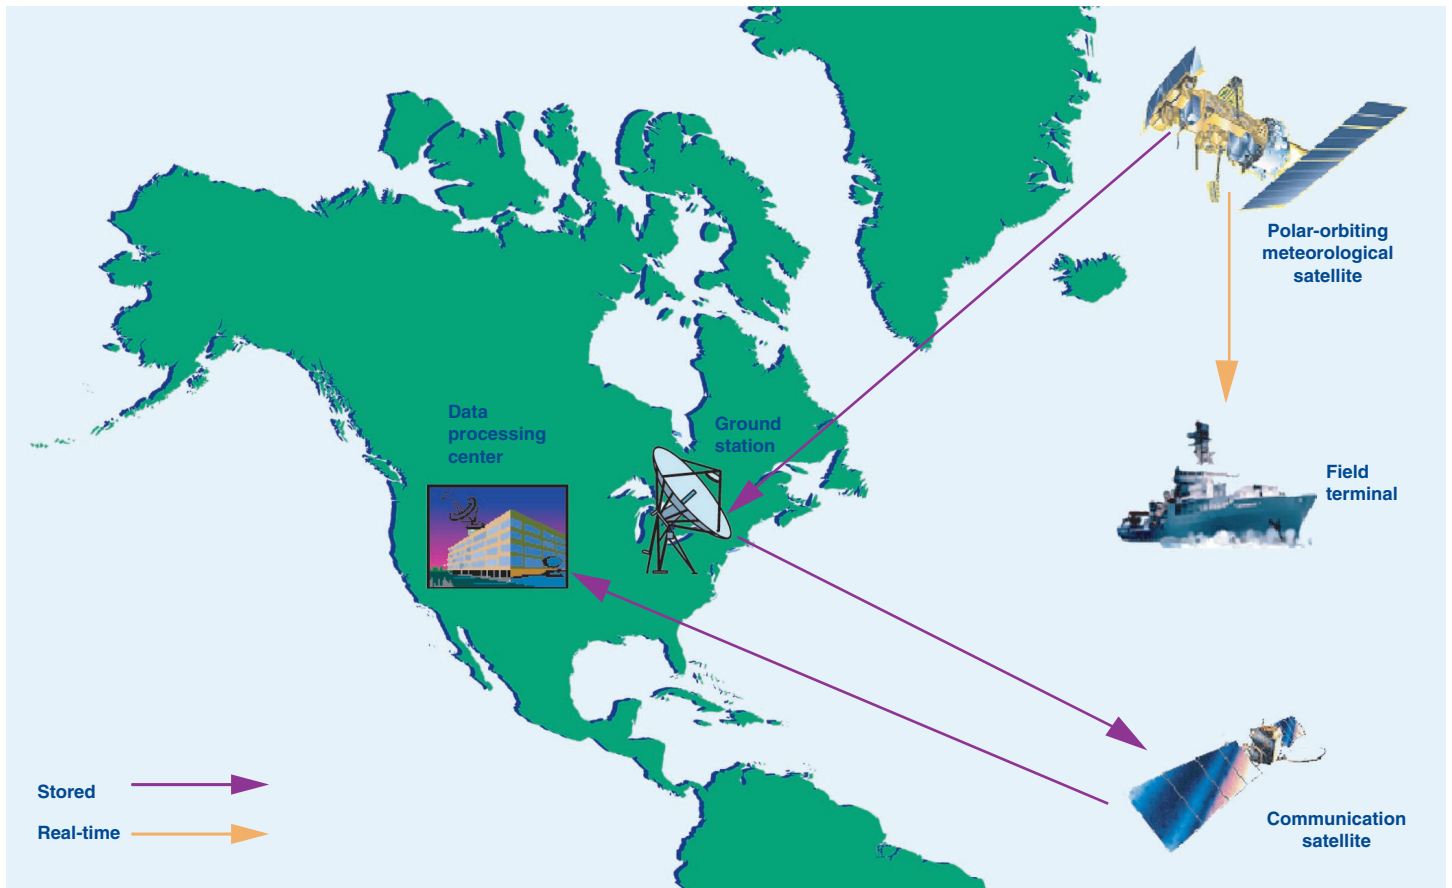 Polar-orbiting
meteorological
satellite
Data
processing
center
Ground
station
Field
terminal
Stored
Real-time
Communication
satellite